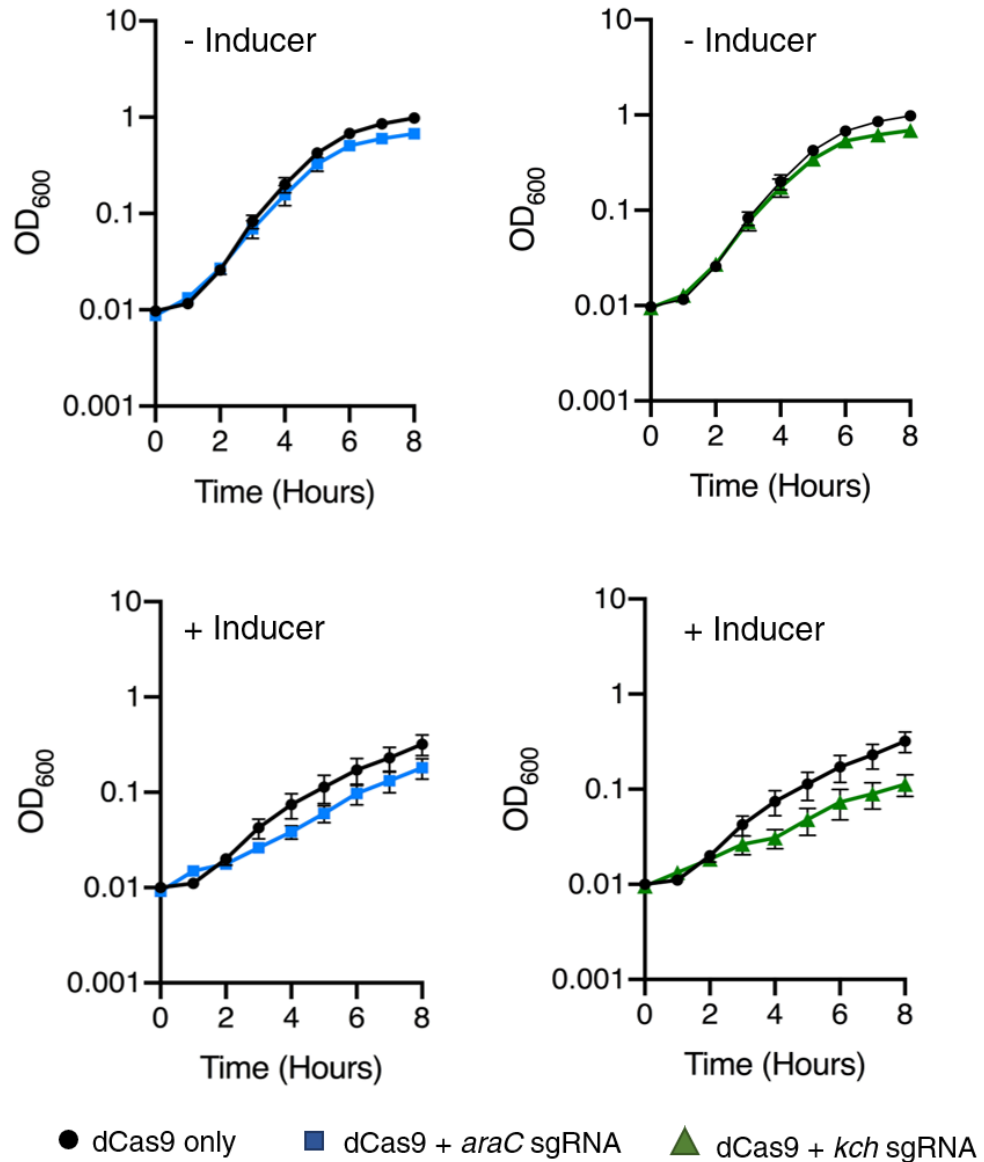 - Inducer
10
1
0.1
0.01
0.001
OD600
0 2 4 6 8
Time (Hours)
- Inducer
10
1
0.1
0.01
0.001
OD600
0 2 4 6 8
Time (Hours)
+ Inducer
10
1
0.1
0.01
0.001
OD600
0 2 4 6 8
Time (Hours)
+ Inducer
10
1
0.1
0.01
0.001
OD600
0 2 4 6 8
Time (Hours)
dCas9 only dCas9 + araC sgRNA dCas9 + kch sgRNA